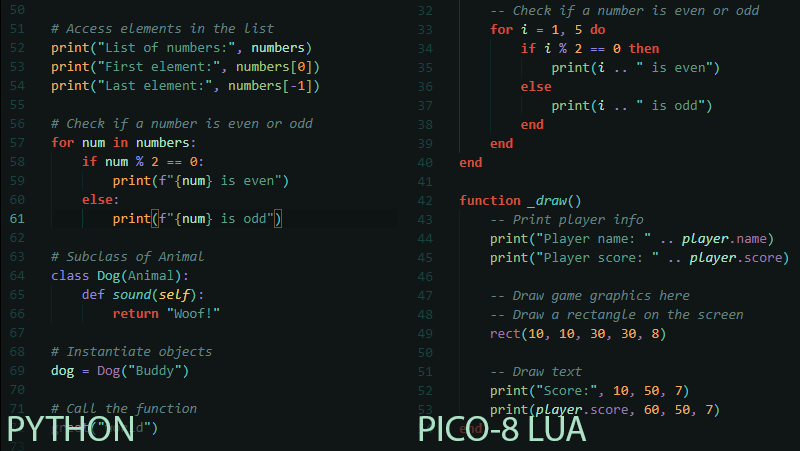 50
51 # Access elements in the list
52 print("List of numbers:", numbers)
53 print("First element:", numbers[0])
54 print("Last element:", numbers[-1])
55
56 # Check if a number is even or odd
57 for num in numbers:
58 if num % 2 == 0:
59 print(f"{num} is even")
60 else:
61 print(f"{num} is odd")
62
63 # Subclass of Animal
64 class Dog(Animal):
65 def sound(self):
66 return "Woof!"
67
68 # Instantiate objects
69 dog = Dog("Buddy")
70
71 # Call the function
")
73
PYTHON
32 -- Check if a number is even or odd
33 for i = 1, 5 do
34 if i % 2 == 0 then
35 print(i .. " is even")
36 else
37 print(i .. " is odd")
38 end
39 end
40 end
41
42 function _draw()
43 -- Print player info
44 print("Player name: " .. player.name)
45 print("Player score: " .. player.score)
46
47 -- Draw game graphics here
48 -- Draw a rectangle on the screen
49 rect(10, 10, 30, 30, 8)
50
51 -- Draw text
52 print("Score:", 10, 50, 7)
53 print(player.score, 60, 50, 7)
end
PICO-8 LUA